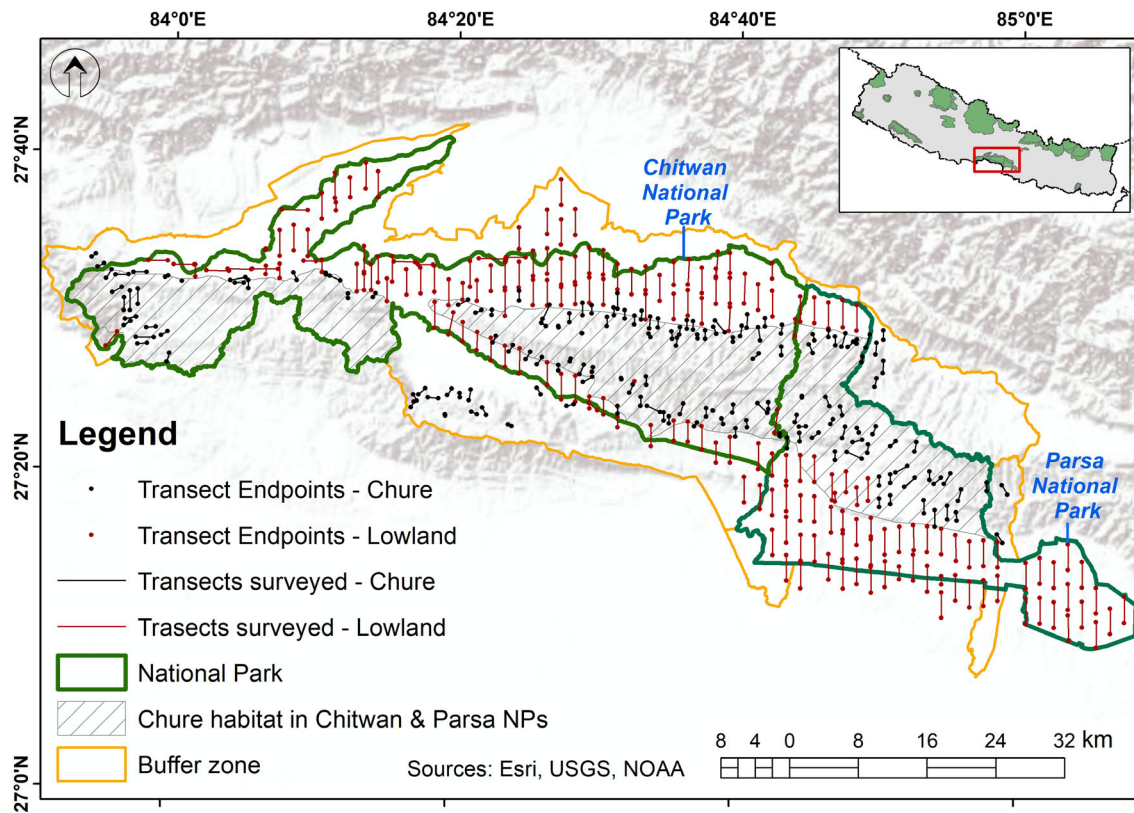 84°0'E 84°20'E 84°40'E 85°0'E
27°40'N
27°20'N
27°0'N
Chitwan
National
Park
Parsa
National
Park
Legend
Transect Endpoints - Chure
Transect Endpoints - Lowland
Transects surveyed - Chure
Trasects surveyed - Lowland
National Park
Chure habitat in Chitwan & Parsa NPs
Buffer zone
Sources: Esri, USGS, NOAA
8 4 0 8 16 24 32 km